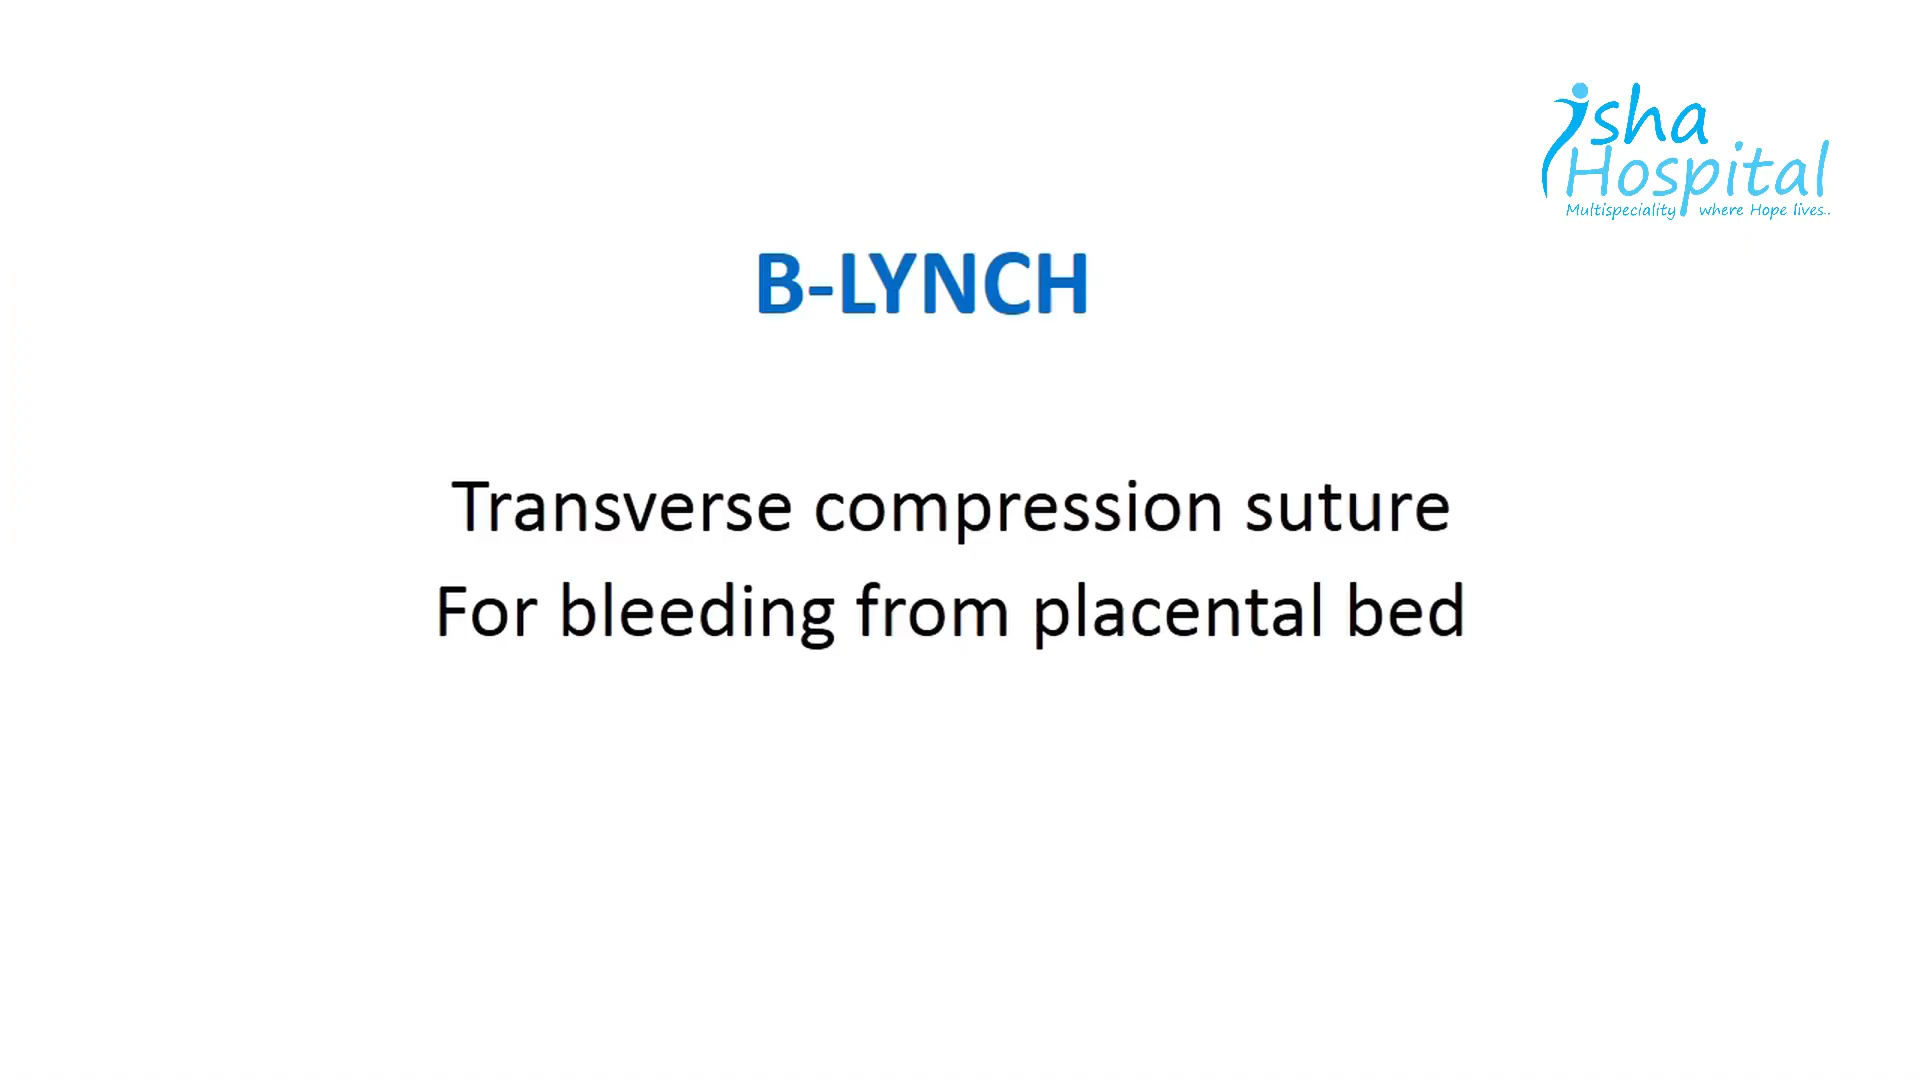 isha
Hospital
Multispeciality where Hope lives..
B-LYNCH
Transverse compression suture
For bleeding from placental bed